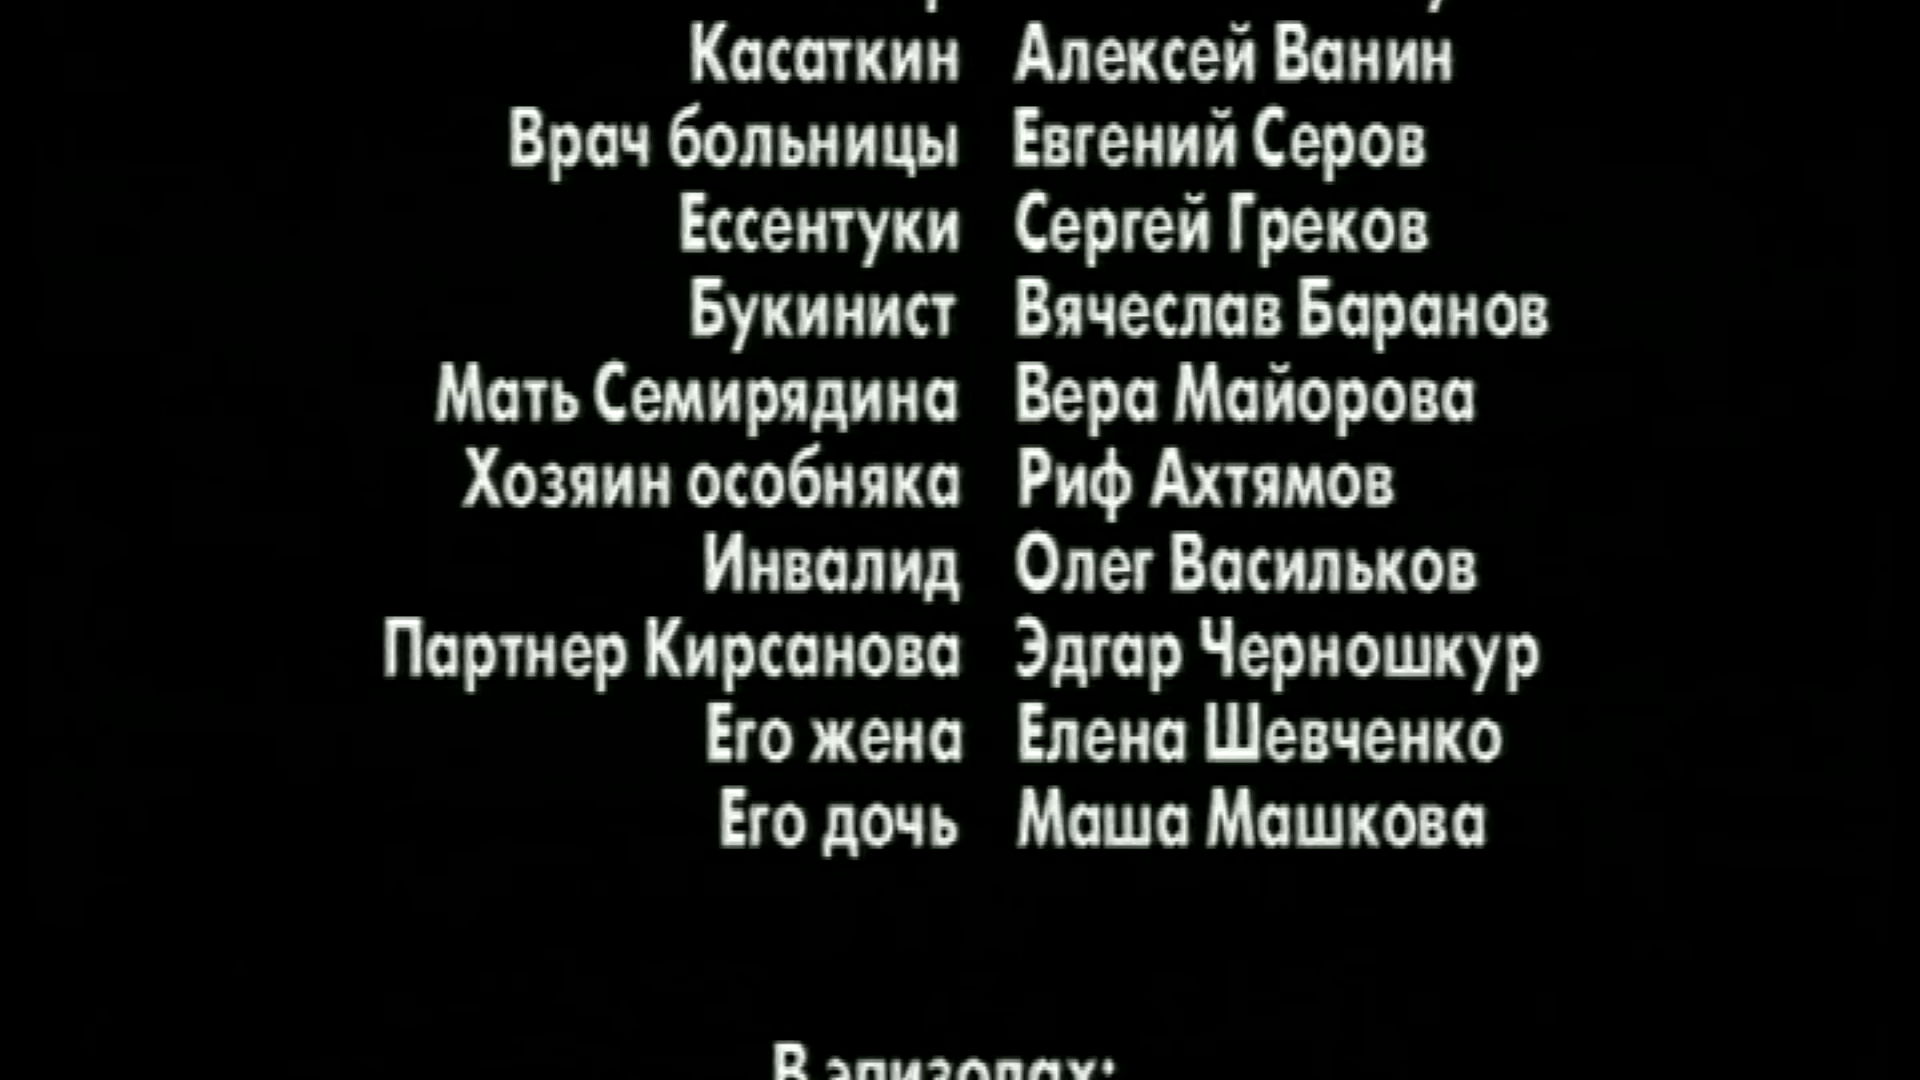 Касаткин Алексей Ванин
Врач больницы Евгений Серов
Ессентуки Сергей Греков
Букинист Вячеслав Баранов
Мать Семирядина Вера Майорова
Хозяин особняка Риф Ахтямов
Инвалид Олег Васильков
Партнер Кирсанова Эдгар Черношкур
Его жена Елена Шевченко
Его дочь Маша Машкова
В эпизодах: